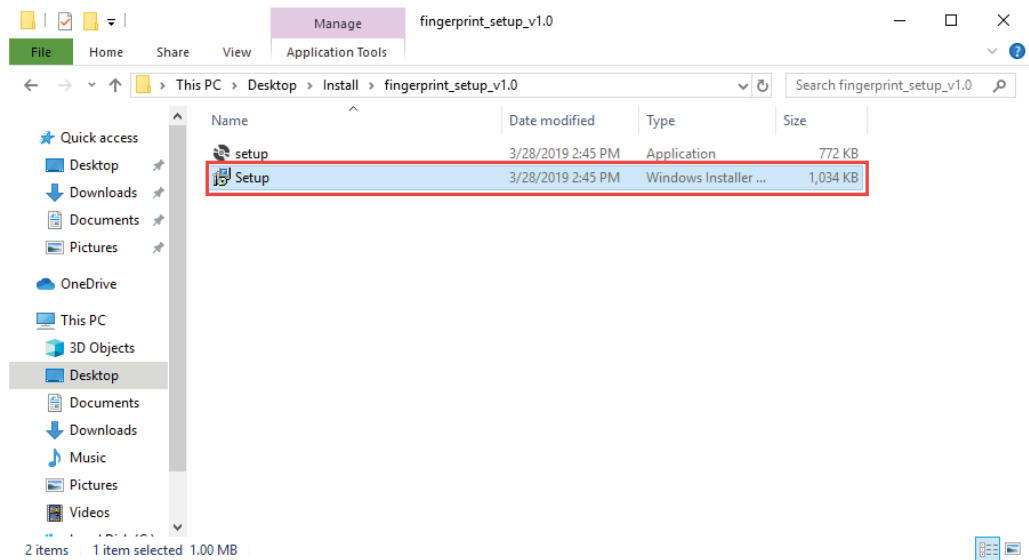 Manage fingerprint_setup_v1.0
File Home Share View Application Tools
This PC > Desktop > Install > fingerprint_setup_v1.0 Search fingerprint_setup_v1.0
Name Date modified Type Size
Quick access
setup 3/28/2019 2:45 PM Application 772 KB
Desktop
Setup 3/28/2019 2:45 PM Windows Installer ... 1,034 KB
Downloads
Documents
Pictures
OneDrive
This PC
3D Objects
Desktop
Documents
Downloads
Music
Pictures
Videos
2 items 1 item selected 1.00 MB